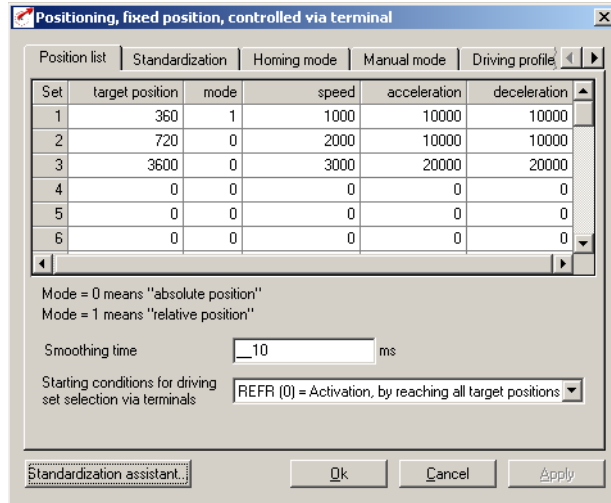 Positioning, fixed position, controlled via terminal
Position list Standardization Homing mode Manual mode Driving profile
Set target position mode speed acceleration deceleration
1 360 1 1000 10000 10000
2 720 0 2000 10000 10000
3 3600 0 3000 20000 20000
4 0 0 0 0 0
5 0 0 0 0 0
6 0 0 0 0 0
Mode = 0 means "absolute position"
Mode = 1 means "relative position"
Smoothing time __10 ms
Starting conditions for driving
set selection via terminals
REFR (0) = Activation, by reaching all target positions
Standardization assistant.. Ok Cancel Apply